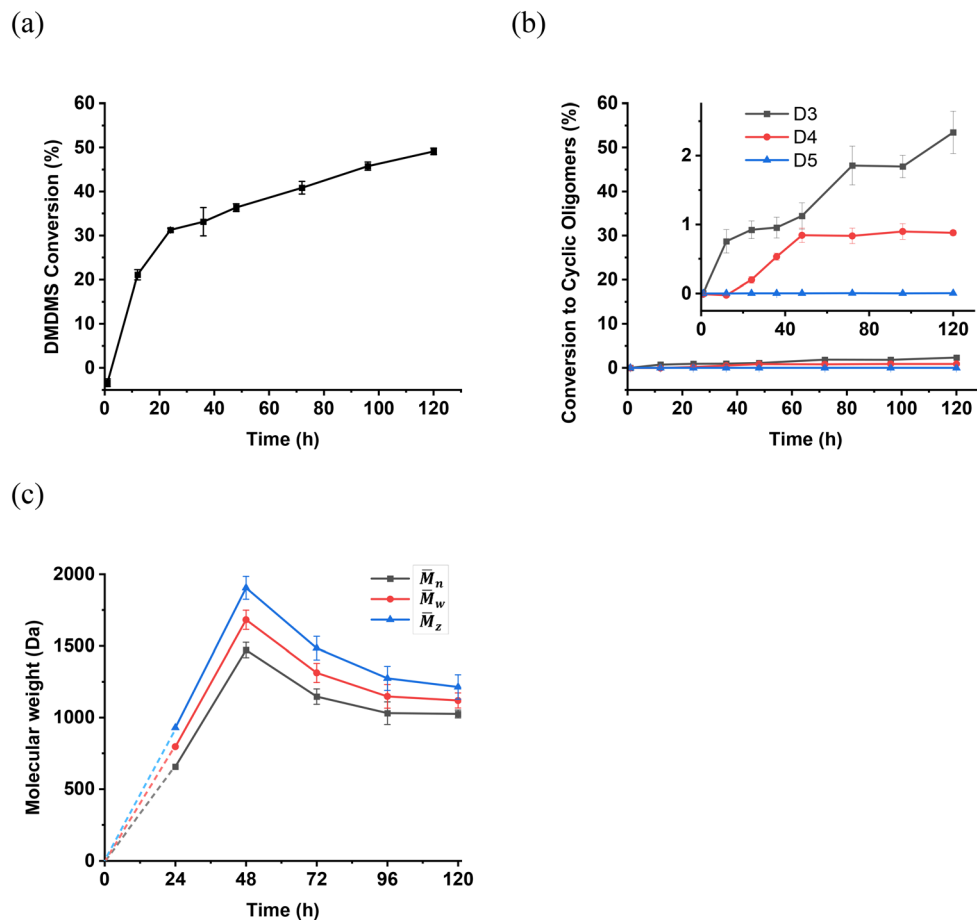 (a)
60
50
40
30
20
10
0
0 20 40 60 80 100 120
DMDMS Conversion (%)
Time (h)
(b)
60
50
40
30
20
10
0
0 20 40 60 80 100 120
Conversion to Cyclic Oligomers (%)
Time (h)
2
1
0
0 40 80 120
D3
D4
D5
(c)
2000
1500
1000
500
0
0 24 48 72 96 120
Molecular weight (Da)
Time (h)
M̅n
M̅w
M̅z